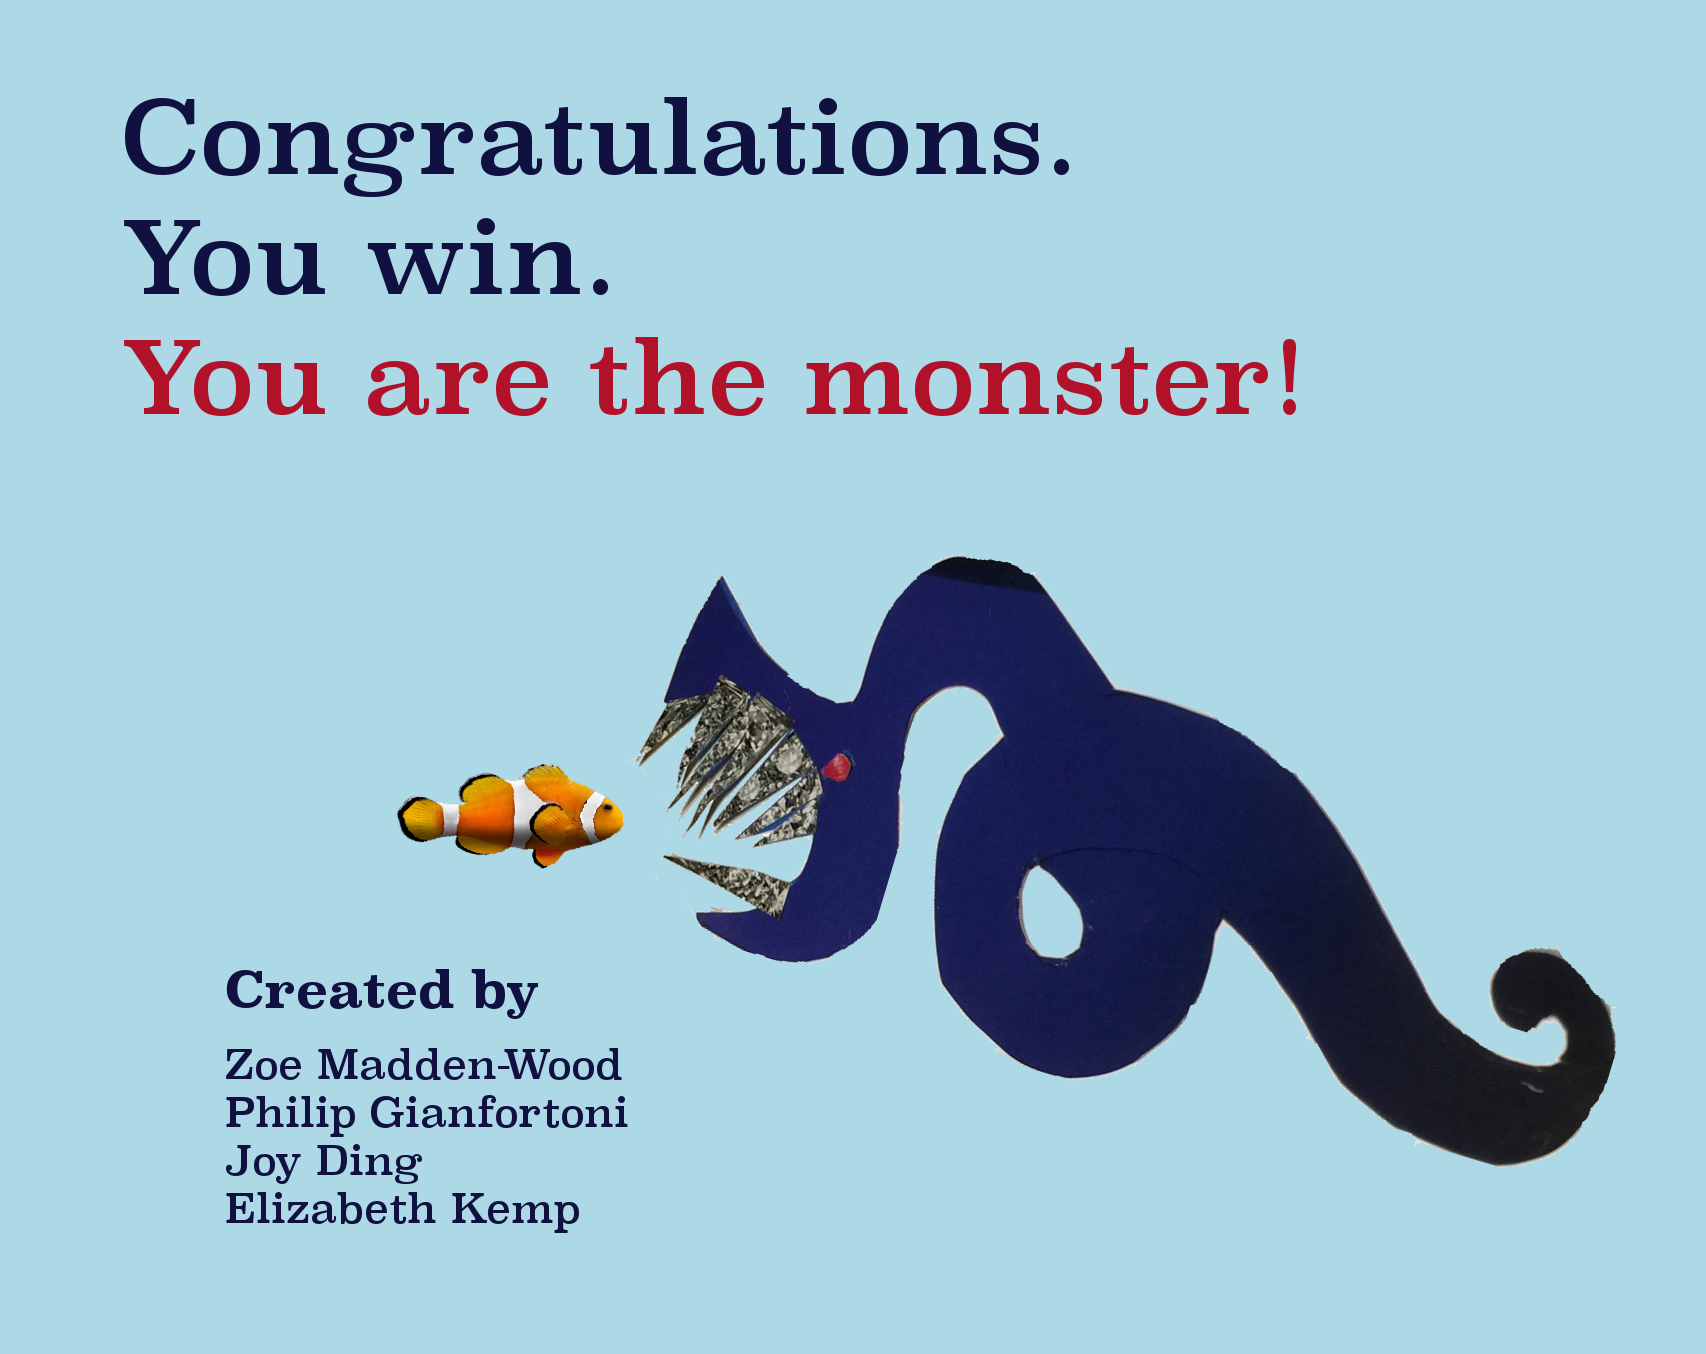 Congratulations.
You win.
You are the monster!
Created by
Zoe Madden-Wood
Philip Gianfortoni
Joy Ding
Elizabeth Kemp